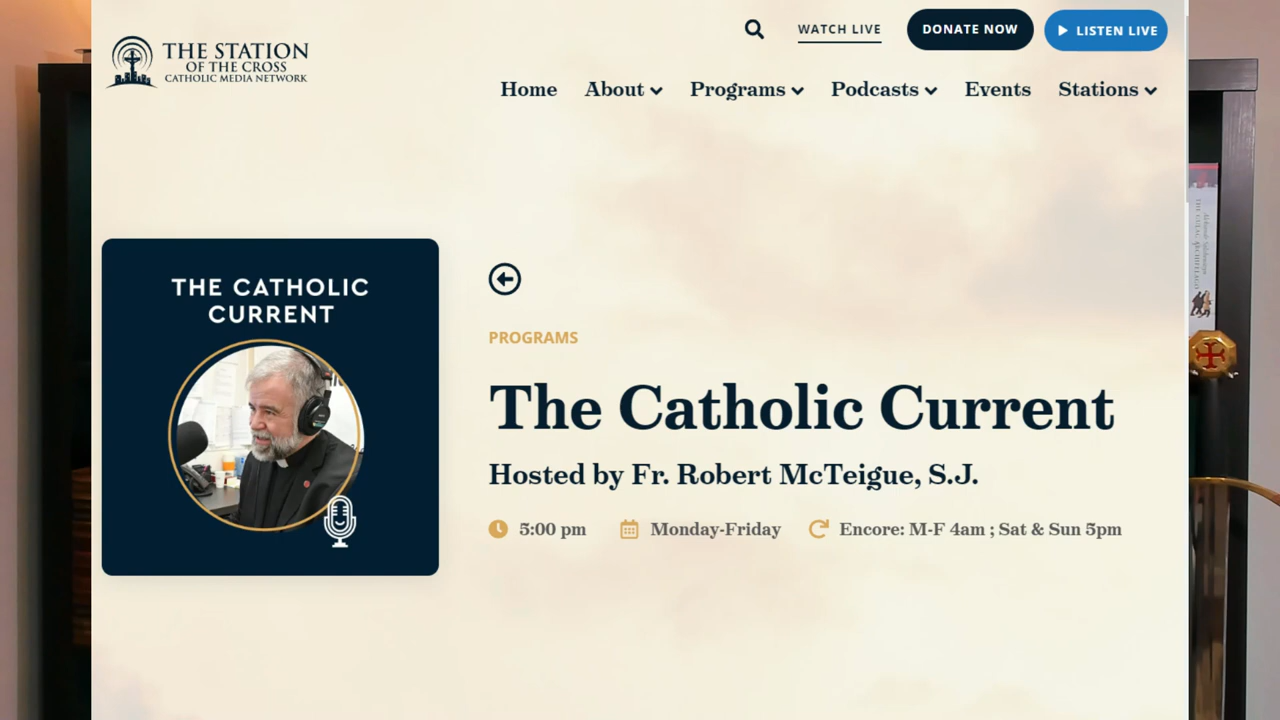 WATCH LIVE
DONATE NOW
LISTEN LIVE
THE STATION
OF THE CROSS
CATHOLIC MEDIA NETWORK
Home
About
Programs
Podcasts
Events
Stations
THE CATHOLIC
CURRENT
PROGRAMS
The Catholic Current
Hosted by Fr. Robert McTeigue, S.J.
5:00 pm
Monday-Friday
Encore: M-F 4am ; Sat & Sun 5pm